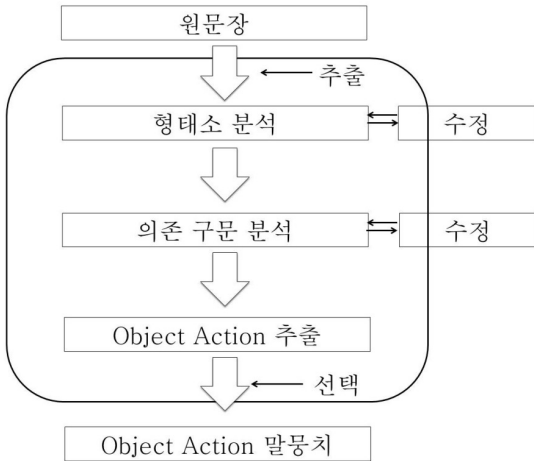 원문장
추출
형태소 분석
수정
의존 구문 분석
수정
Object Action 추출
선택
Object Action 말뭉치